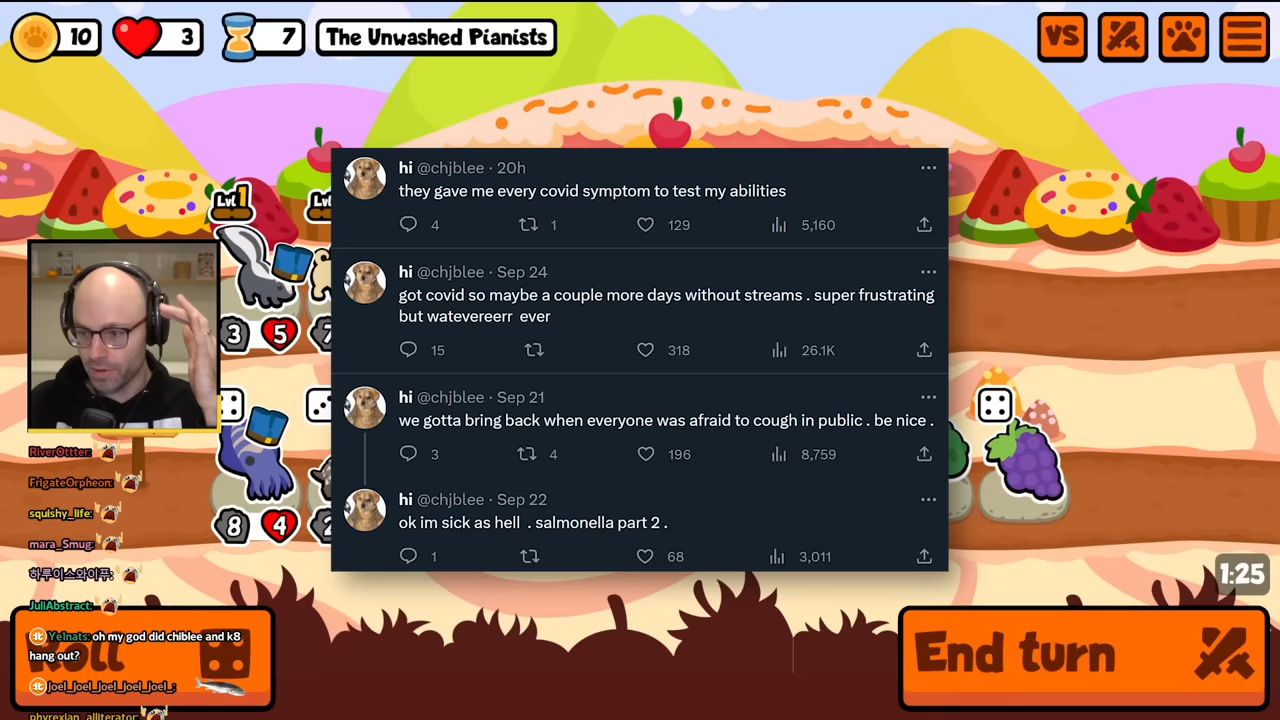 10
3
7
The Unwashed Pianists
VS
hi @chjblee · 20h
they gave me every covid symptom to test my abilities
4 1 129 5,160
hi @chjblee · Sep 24
got covid so maybe a couple more days without streams . super frustrating
but watevereerr ever
15 318 26.1K
hi @chjblee · Sep 21
we gotta bring back when everyone was afraid to cough in public . be nice .
3 4 196 8,759
hi @chjblee · Sep 22
ok im sick as hell . salmonella part 2 .
1 68 3,011
Lvl1
Lvl
3 5 7
8 4 2
RiverOttter:
FrigateOrpheon:
squishy_life:
mara_Smug:
하루이스와이푸:
JuliAbstract:
Yelnats: oh my god did chiblee and k8
hang out?
Joel_Joel_Joel_Joel_Joel_:
phyrexian_alliterator:
Roll
1:25
End turn